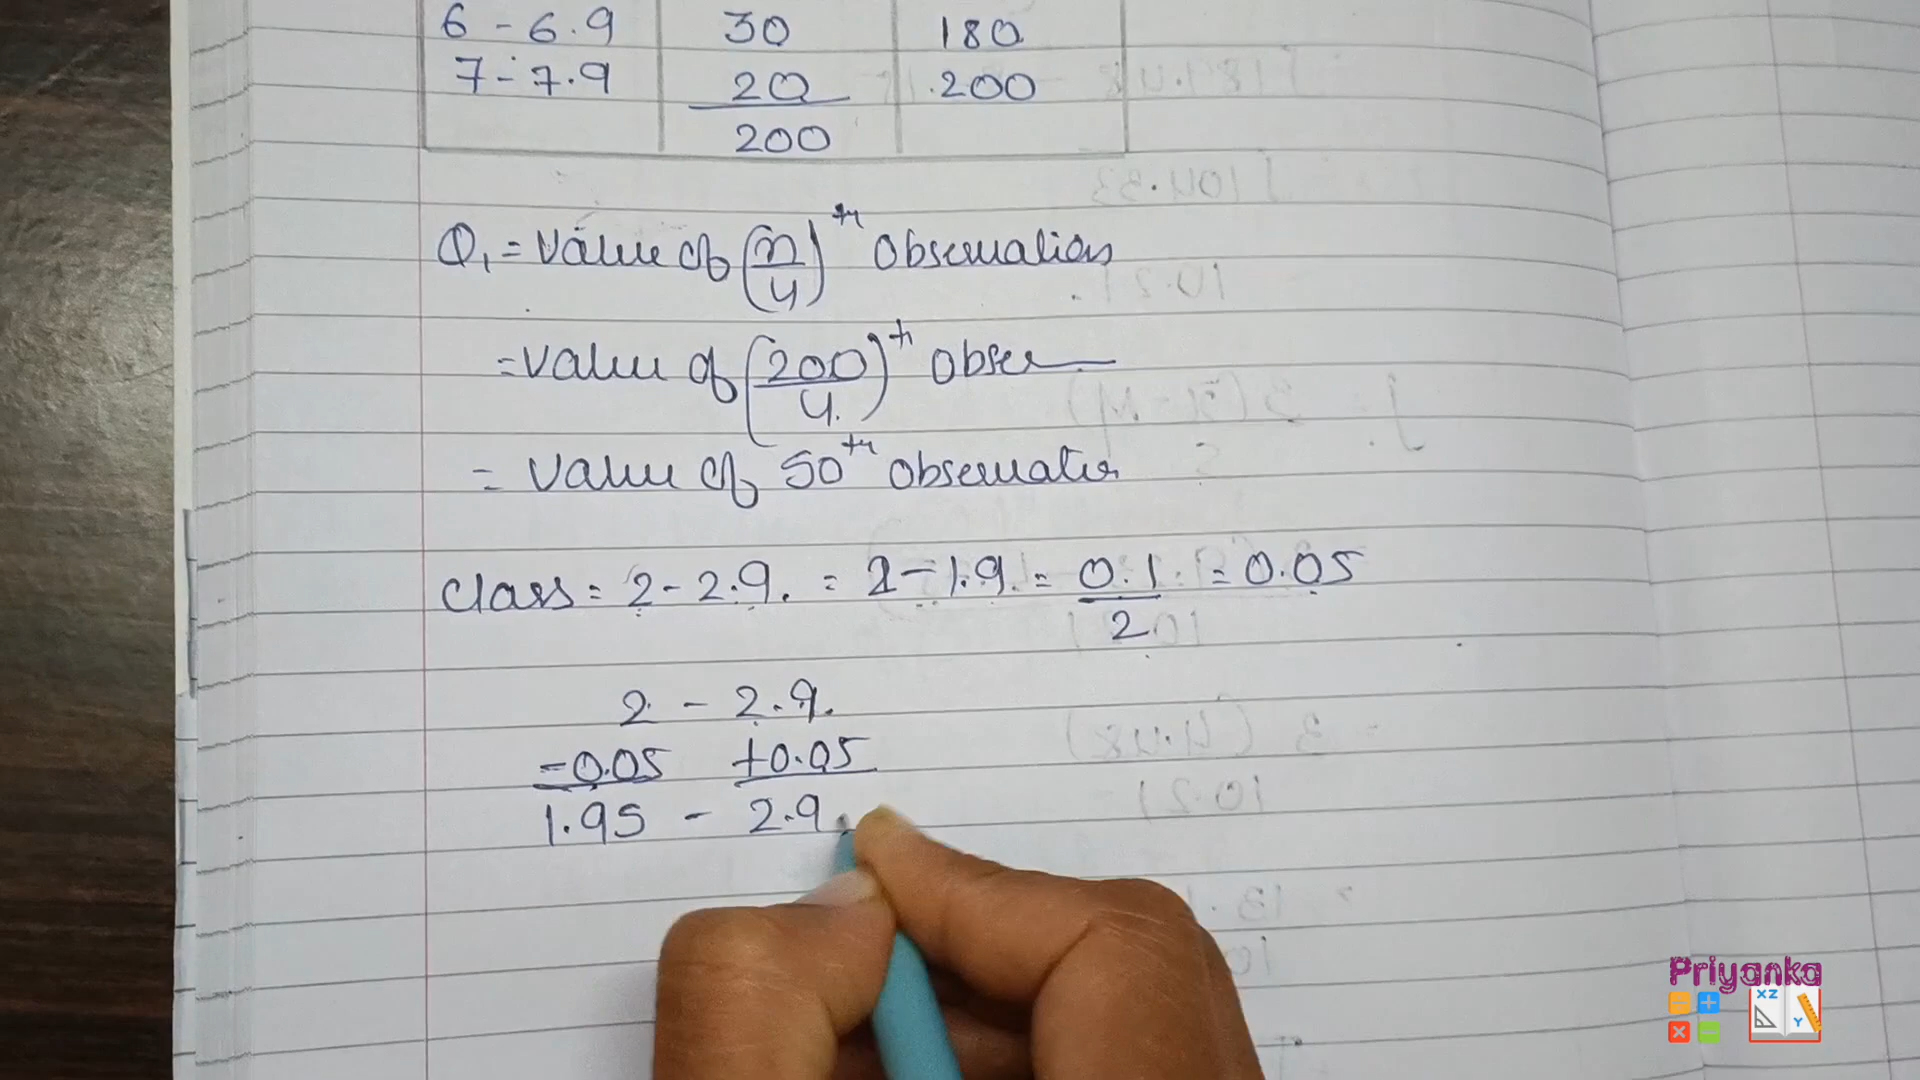 6 - 6.9 30 180
7 - 7.9 20 200
200
Q₁ = Value of (n/4)th Observation
= Value of (200/4)th Obser
= Value of 50th Observation
Class = 2 - 2.9. = 2 - 1.9 = 0.1/2 = 0.05
2 - 2.9.
-0.05 +0.05
1.95 - 2.9
Priyanka
XZ
Y